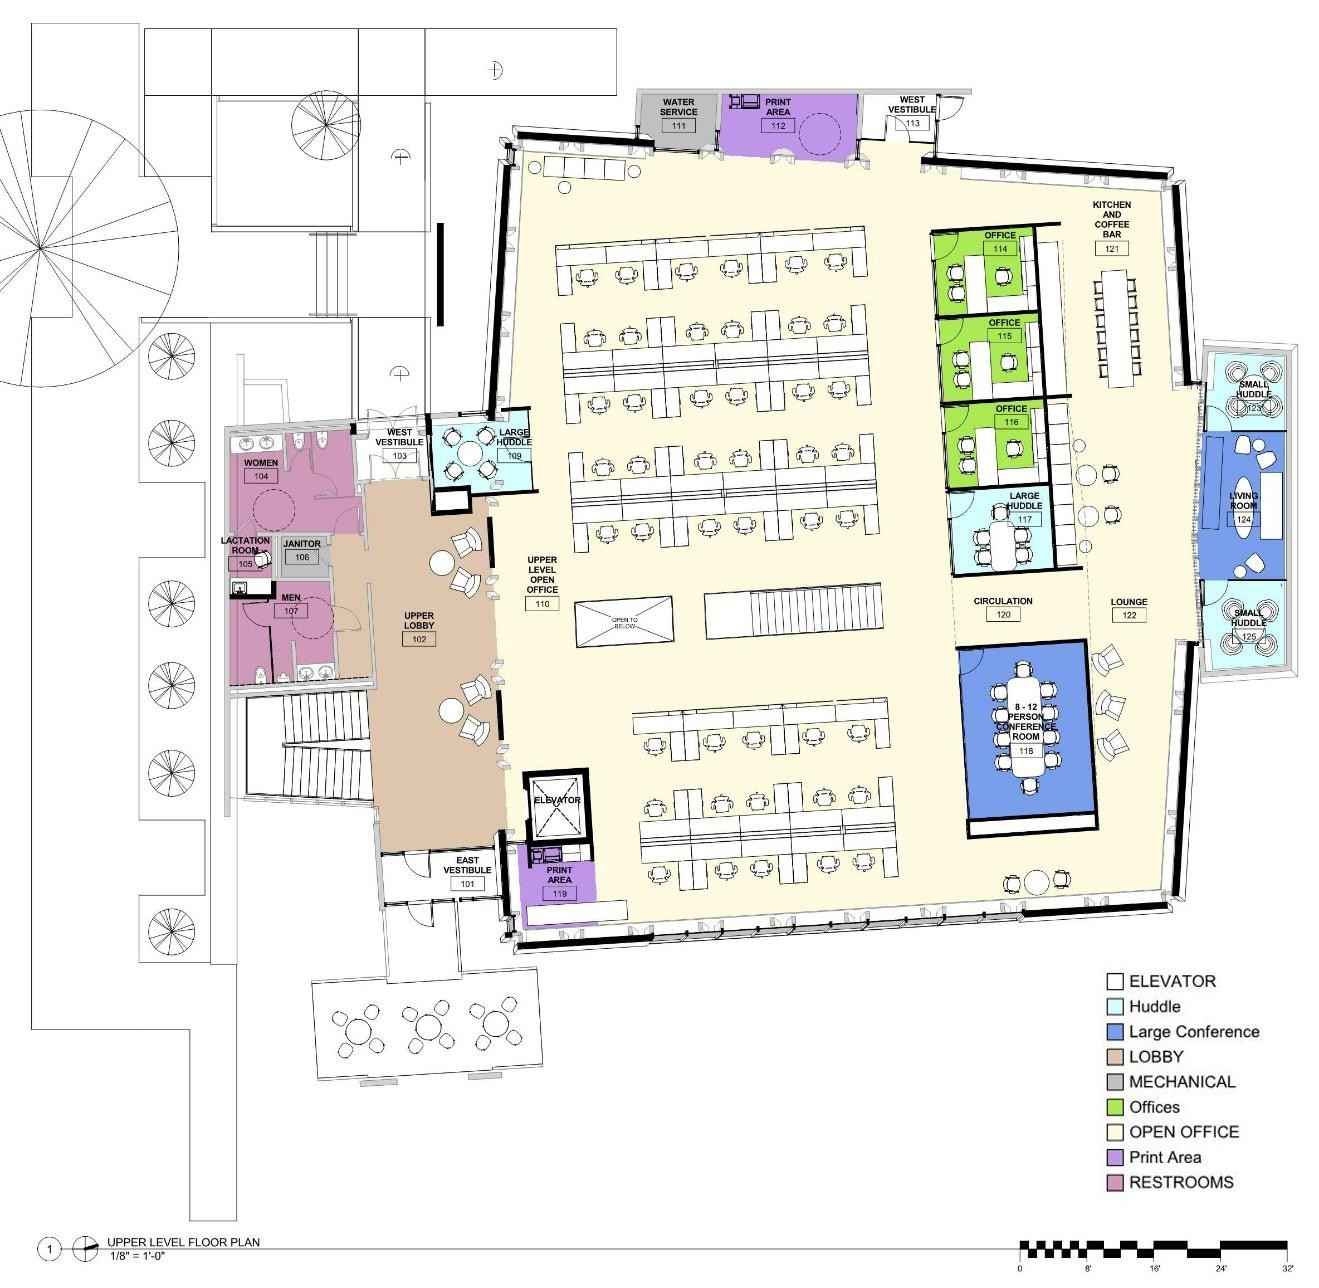 WATER
SERVICE
111
PRINT
AREA
112
WEST
VESTIBULE
113
KITCHEN
AND
COFFEE
BAR
121
OFFICE
114
OFFICE
115
OFFICE
116
SMALL
HUDDLE
123
WEST
VESTIBULE
103
LARGE
HUDDLE
109
WOMEN
104
LARGE
HUDDLE
117
LIVING
ROOM
124
LACTATION
ROOM
105
JANITOR
106
MEN
107
UPPER
LEVEL
OPEN
OFFICE
110
UPPER
LOBBY
102
OPEN TO
BELOW
CIRCULATION
120
LOUNGE
122
SMALL
HUDDLE
125
8 - 12
PERSON
CONFERENCE
ROOM
118
ELEVATOR
EAST
VESTIBULE
101
PRINT
AREA
119
ELEVATOR
Huddle
Large Conference
LOBBY
MECHANICAL
Offices
OPEN OFFICE
Print Area
RESTROOMS
1
UPPER LEVEL FLOOR PLAN
1/8" = 1'-0"
0 8' 16' 24' 32'